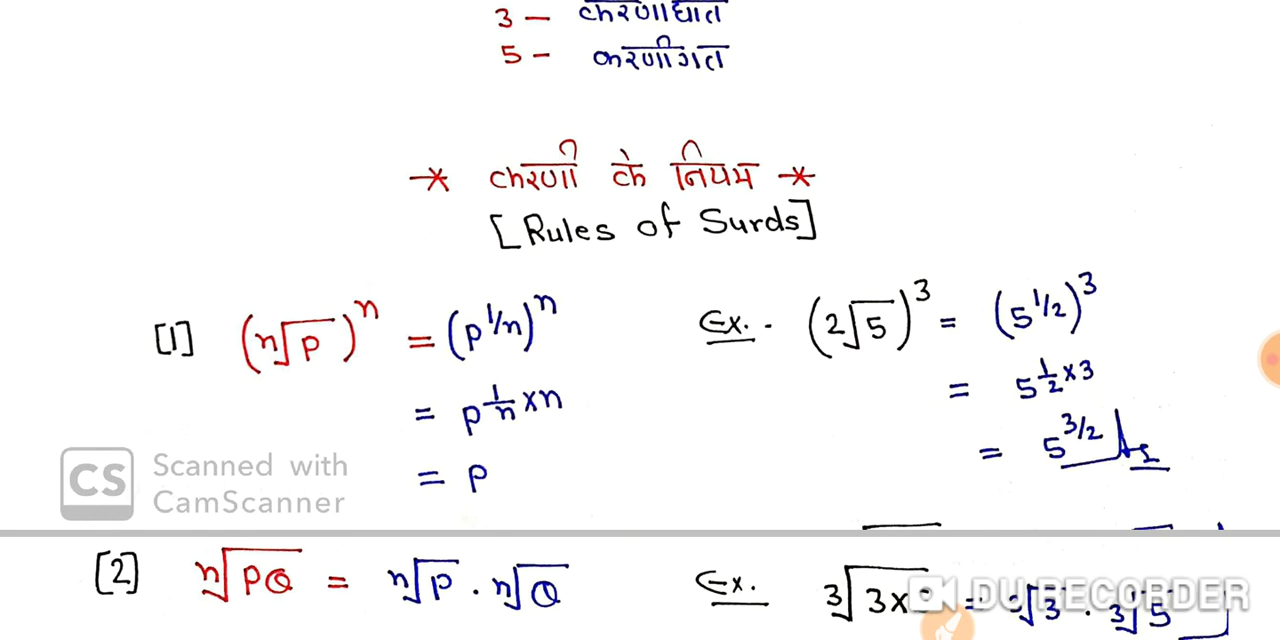 3 - करणीघात
5 - करणीगत
* करणी के नियम *
[Rules of Surds]
[1] (ⁿ√P)ⁿ = (P^1/n)ⁿ
= P^1/n × n
= P
Ex. - (²√5)³ = (5^1/2)³
= 5^1/2 × 3
= 5^3/2 Ans
CS Scanned with
CamScanner
[2] ⁿ√PQ = ⁿ√P · ⁿ√Q
Ex. ³√3× = √3 · ³√5
DU RECORDER